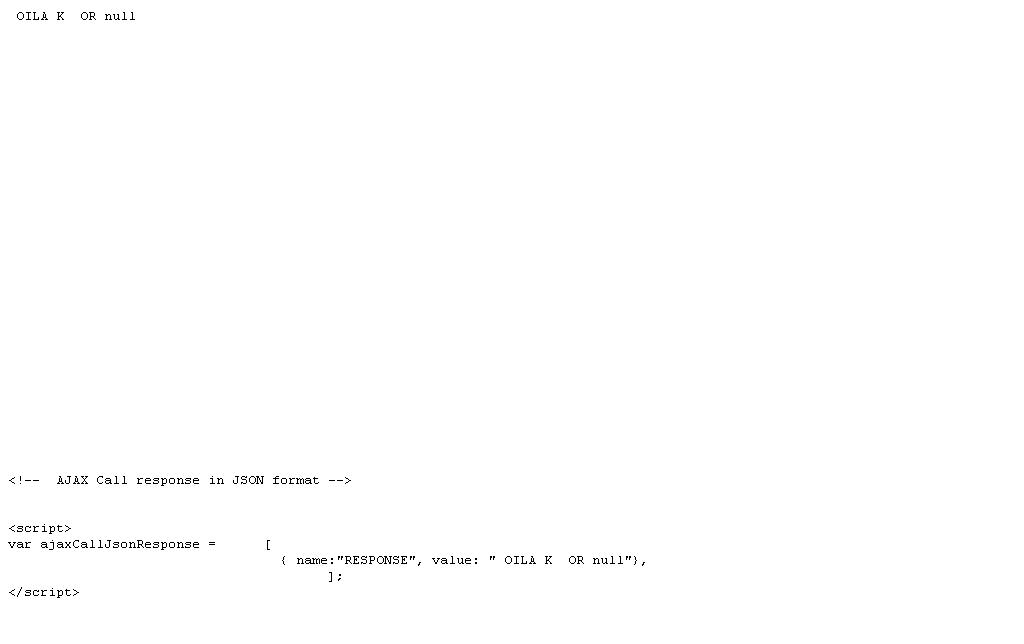 OILA K  OR null
<!--  AJAX Call response in JSON format -->
<script>
var ajaxCallJsonResponse =      [
{ name:"RESPONSE", value: " OILA K  OR null"},
];
</script>